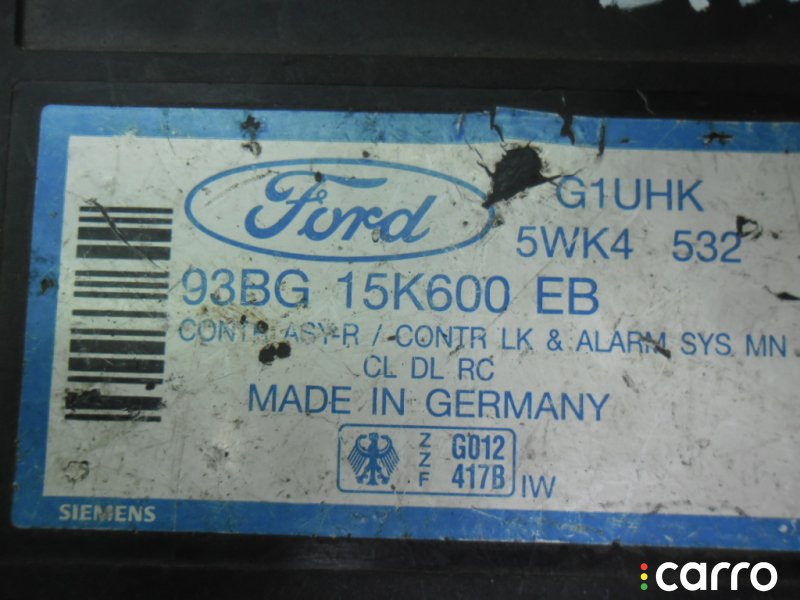 Ford
G1UHK
5WK4 532
93BG 15K600 EB
CONTR ASY-R / CONTR LK & ALARM SYS MN
CL DL RC
MADE IN GERMANY
ZZF
G012
417B
IW
SIEMENS
carro